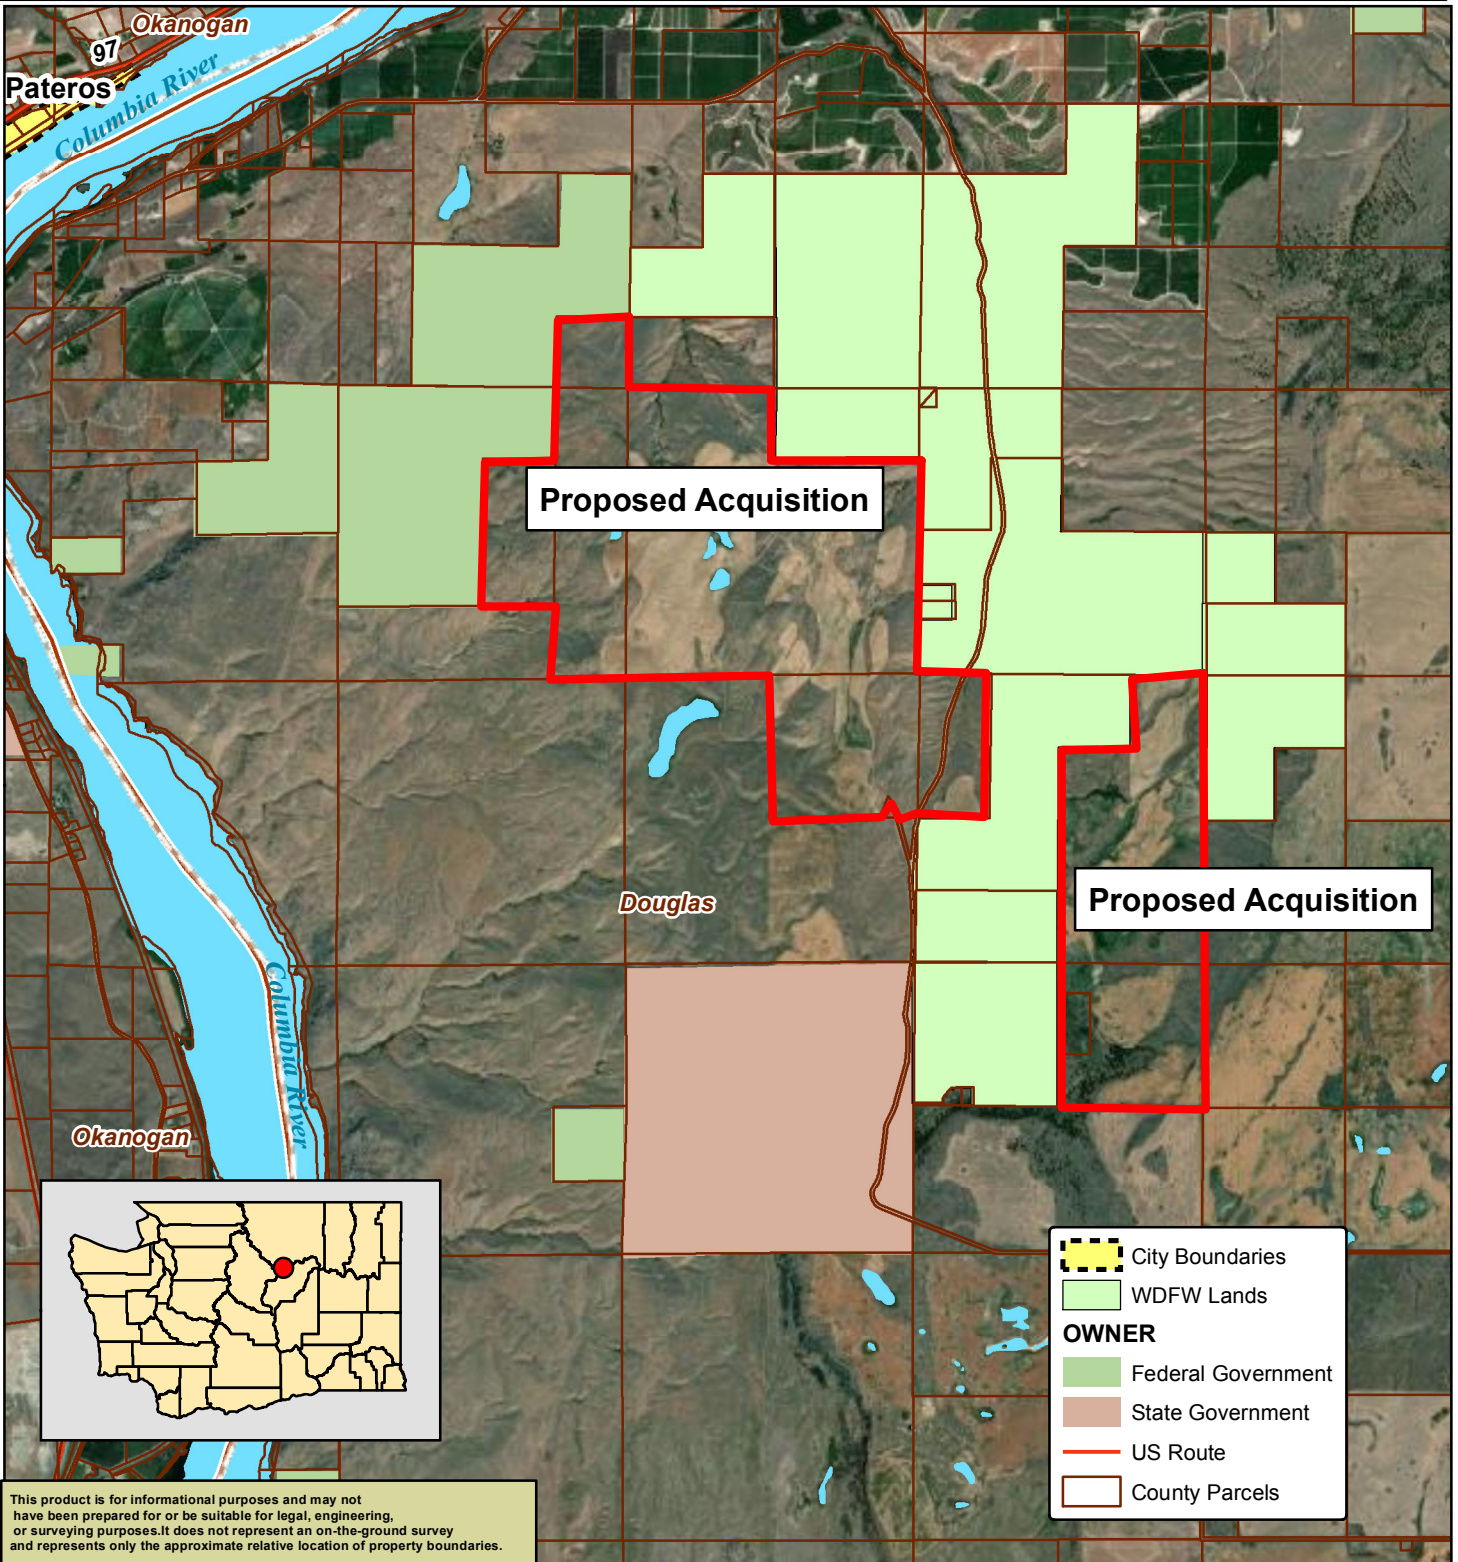 Okanogan
97
Pateros
Columbia River
Proposed Acquisition
Douglas
Proposed Acquisition
Columbia River
Okanogan
City Boundaries
WDFW Lands
OWNER
Federal Government
State Government
US Route
County Parcels
This product is for informational purposes and may not
have been prepared for or be suitable for legal, engineering,
or surveying purposes.It does not represent an on-the-ground survey
and represents only the approximate relative location of property boundaries.